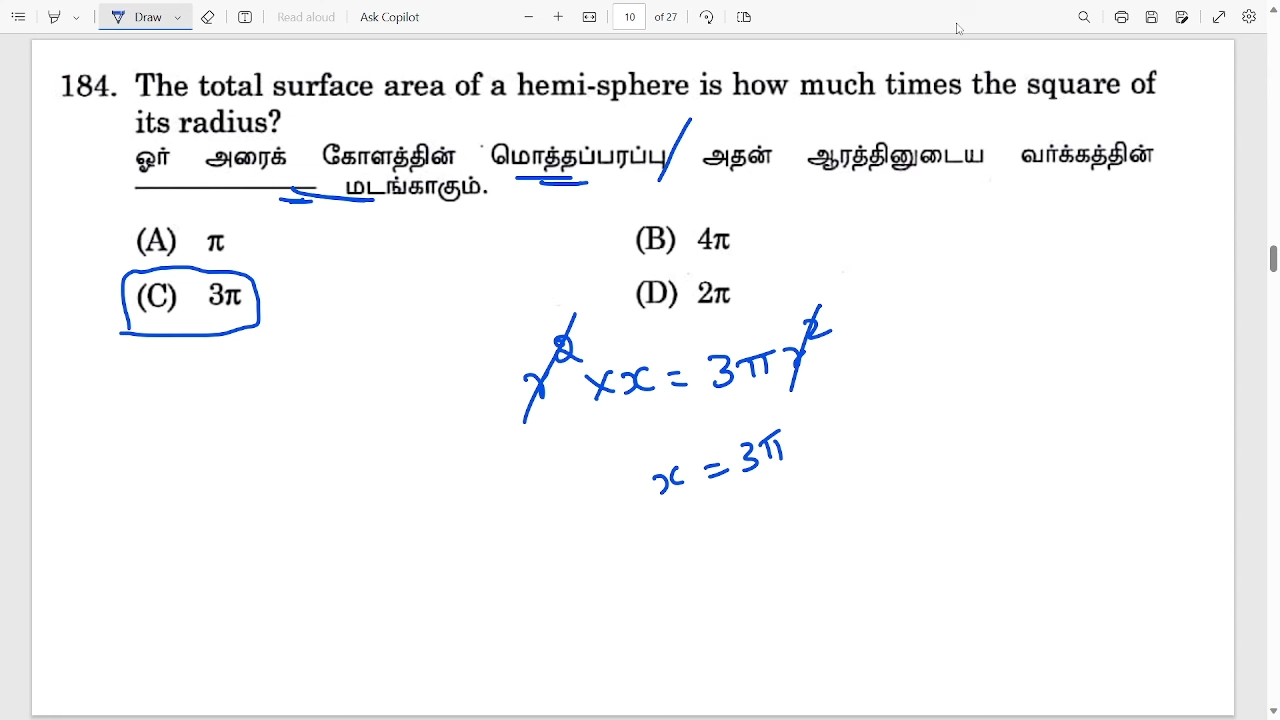 Draw Read aloud Ask Copilot 10 of 27
184. The total surface area of a hemi-sphere is how much times the square of
its radius?
ஓர் அரைக் கோளத்தின் மொத்தப்பரப்பு அதன் ஆரத்தினுடைய வர்க்கத்தின்
____________ மடங்காகும்.
(A) π (B) 4π
(C) 3π (D) 2π
r² × x = 3πr²
x = 3π